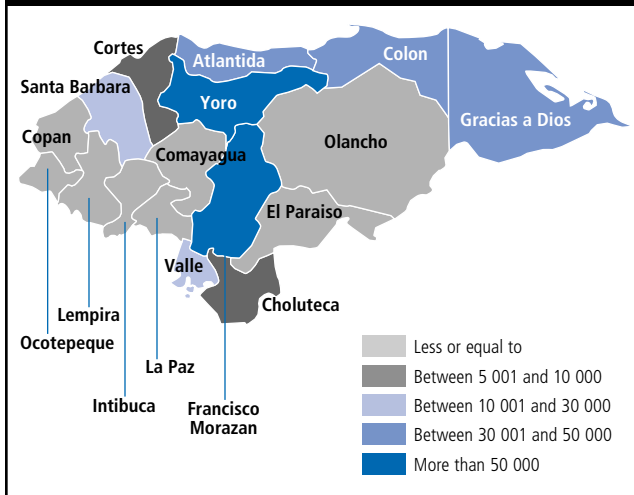 Cortes
Atlantida
Colon
Santa Barbara
Yoro
Gracias a Dios
Copan
Comayagua
Olancho
El Paraiso
Valle
Choluteca
Lempira
Ocotepeque
La Paz
Intibuca
Francisco
Morazan
Less or equal to
Between 5 001 and 10 000
Between 10 001 and 30 000
Between 30 001 and 50 000
More than 50 000